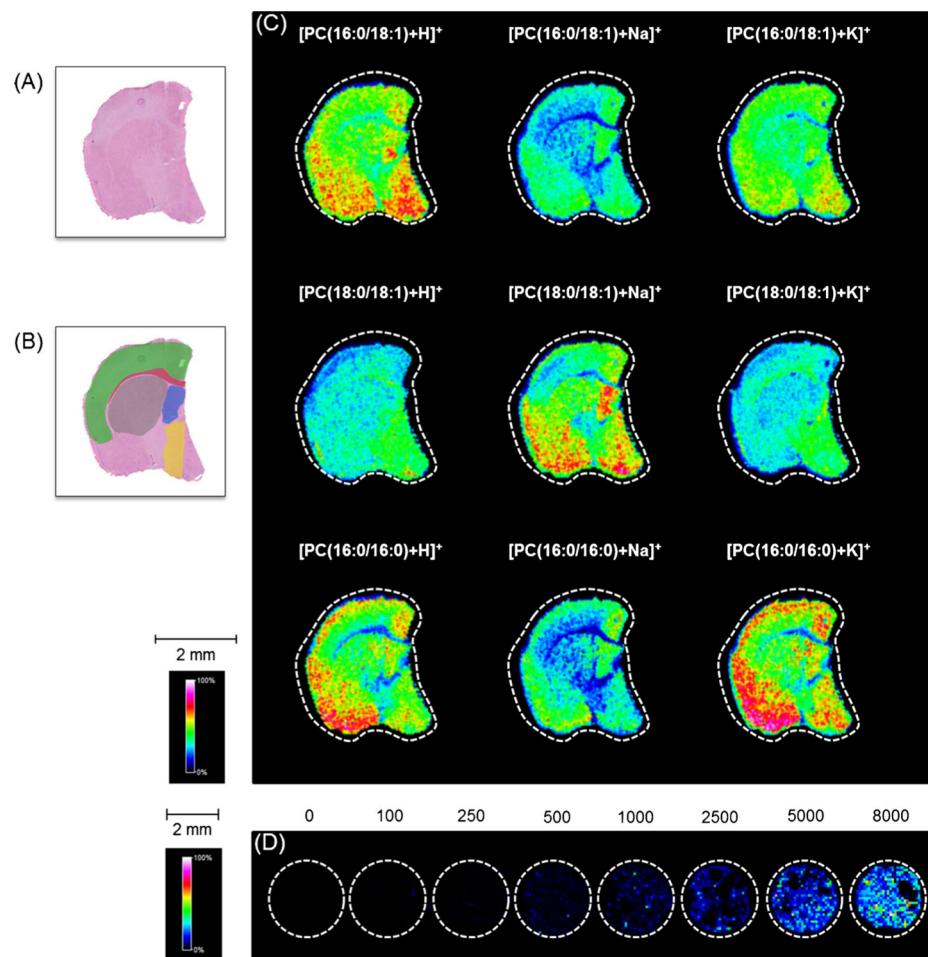 (A)
(B)
(C)
[PC(16:0/18:1)+H]⁺ [PC(16:0/18:1)+Na]⁺ [PC(16:0/18:1)+K]⁺
[PC(18:0/18:1)+H]⁺ [PC(18:0/18:1)+Na]⁺ [PC(18:0/18:1)+K]⁺
[PC(16:0/16:0)+H]⁺ [PC(16:0/16:0)+Na]⁺ [PC(16:0/16:0)+K]⁺
2 mm
100%
0%
2 mm
100%
0%
0 100 250 500 1000 2500 5000 8000
(D)